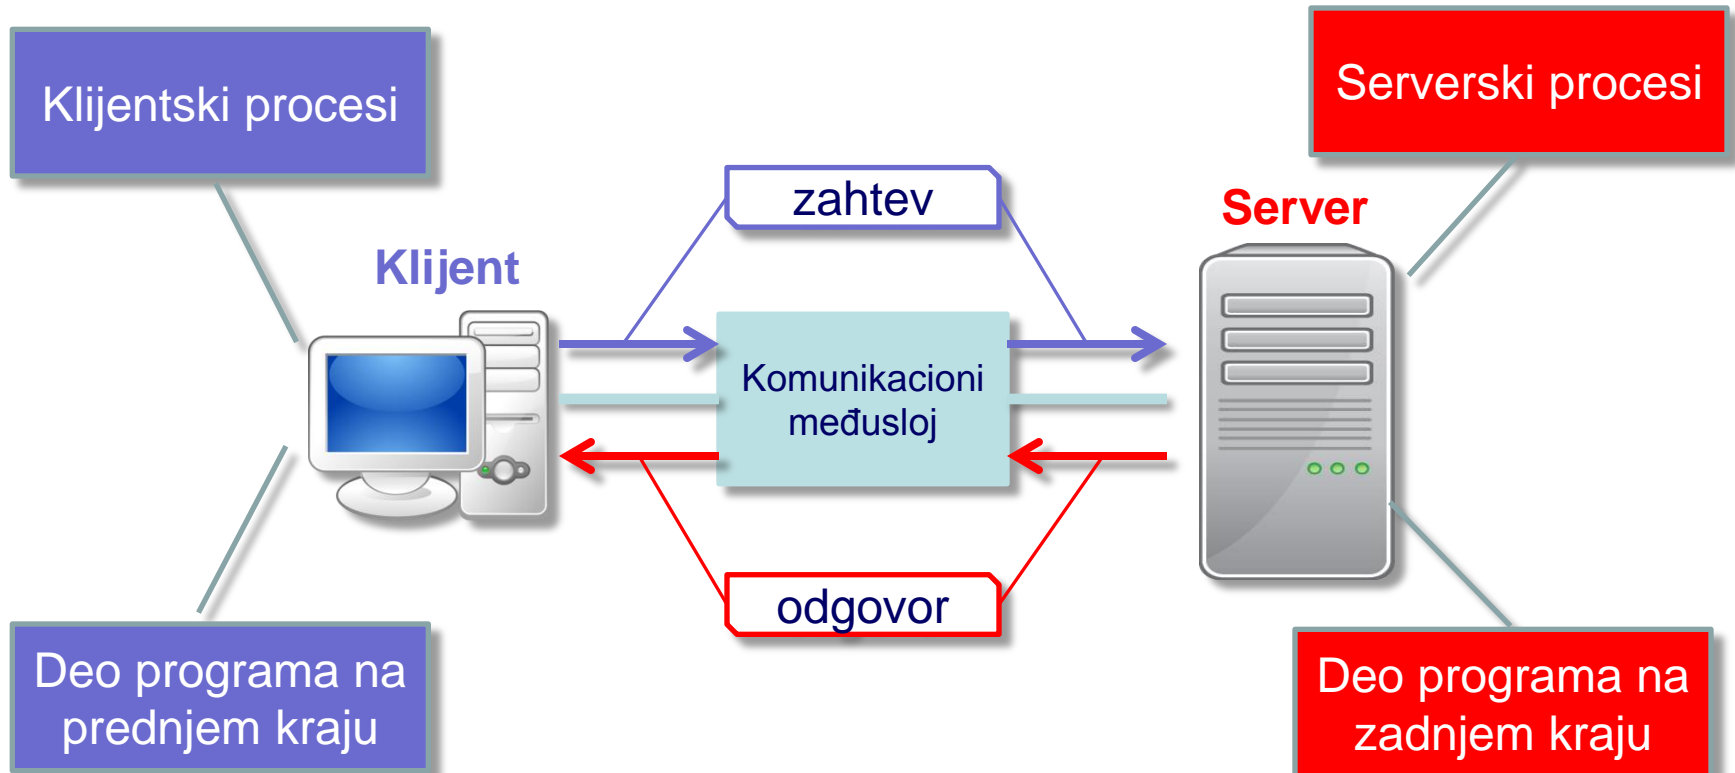 Klijentski procesi
Serverski procesi
zahtev
Server
Klijent
Komunikacioni
međusloj
odgovor
Deo programa na
prednjem kraju
Deo programa na
zadnjem kraju